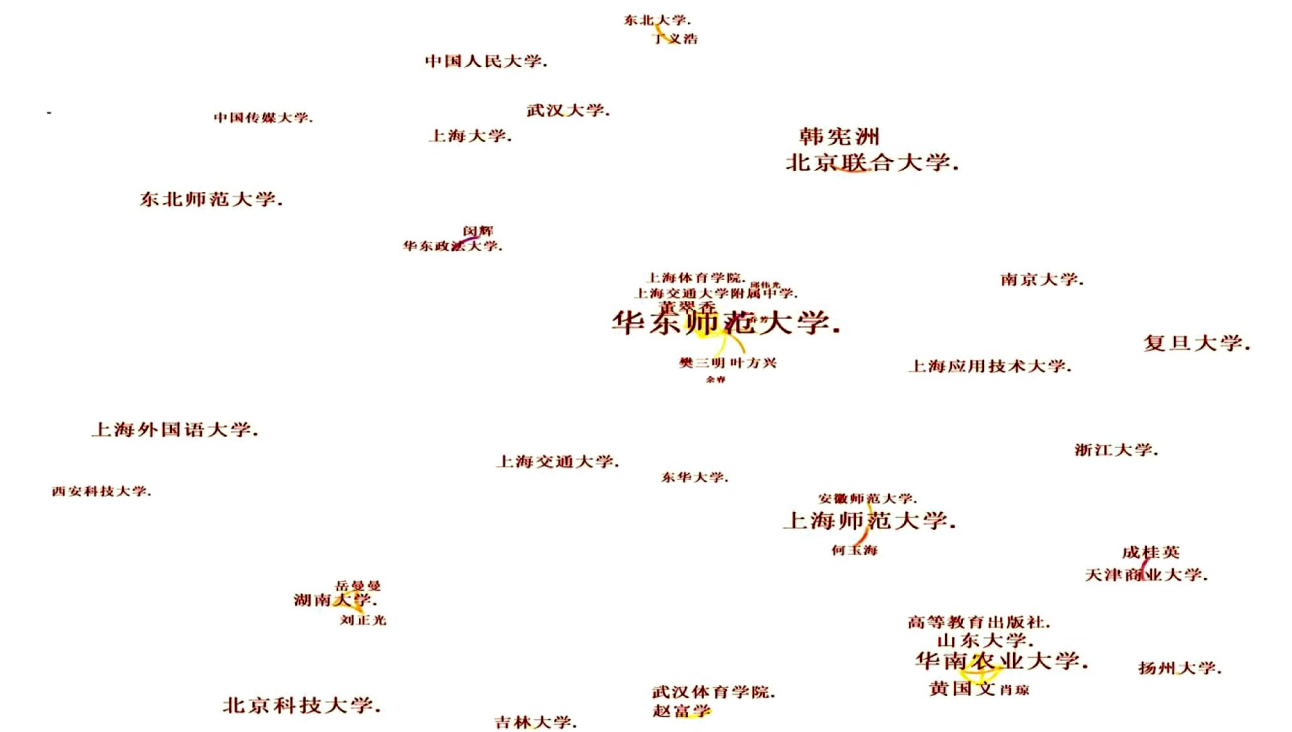 东北大学.
丁义浩
中国人民大学.
武汉大学.
中国传媒大学.
上海大学.
韩宪洲
北京联合大学.
东北师范大学.
闵辉
华东政法大学.
上海体育学院.
南京大学.
邱伟光
上海交通大学附属中学.
董翠香
华东师范大学.
复旦大学.
樊三明 叶方兴
上海应用技术大学.
余春
上海外国语大学.
浙江大学.
上海交通大学.
东华大学.
西安科技大学.
安徽师范大学.
上海师范大学.
何玉海
成桂英
天津商业大学.
岳曼曼
湖南大学.
刘正光
高等教育出版社.
山东大学.
华南农业大学.
扬州大学.
黄国文 肖琼
武汉体育学院.
北京科技大学.
赵富学
吉林大学.